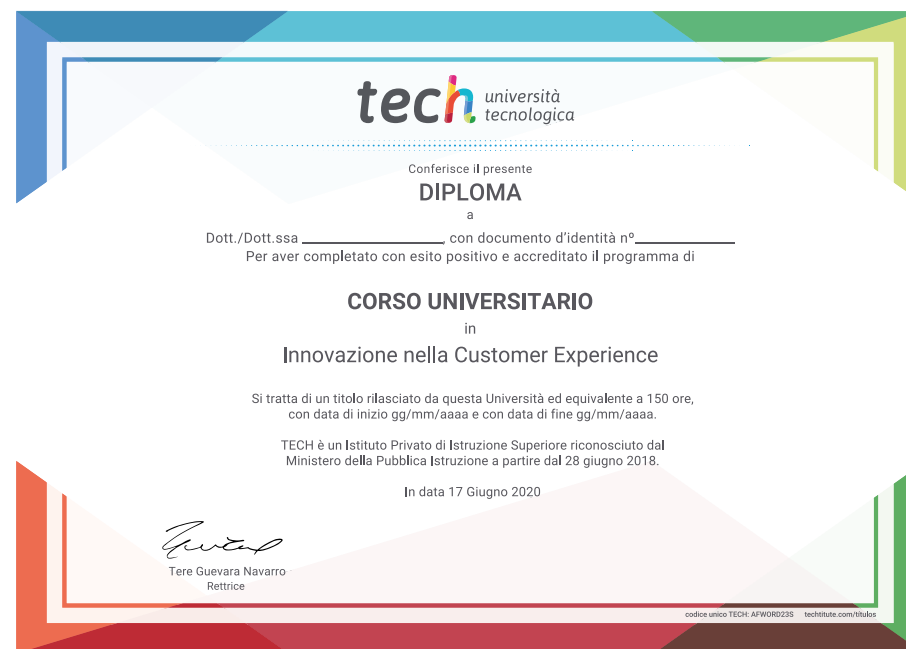 tech università
tecnologica
Conferisce il presente
DIPLOMA
a
Dott./Dott.ssa ____________________, con documento d'identità nº______________
Per aver completato con esito positivo e accreditato il programma di
CORSO UNIVERSITARIO
in
Innovazione nella Customer Experience
Si tratta di un titolo rilasciato da questa Università ed equivalente a 150 ore,
con data di inizio gg/mm/aaaa e con data di fine gg/mm/aaaa.
TECH è un Istituto Privato di Istruzione Superiore riconosciuto dal
Ministero della Pubblica Istruzione a partire dal 28 giugno 2018.
In data 17 Giugno 2020
Tere Guevara Navarro
Rettrice
codice unico TECH: AFWORD23S techtitute.com/titulos